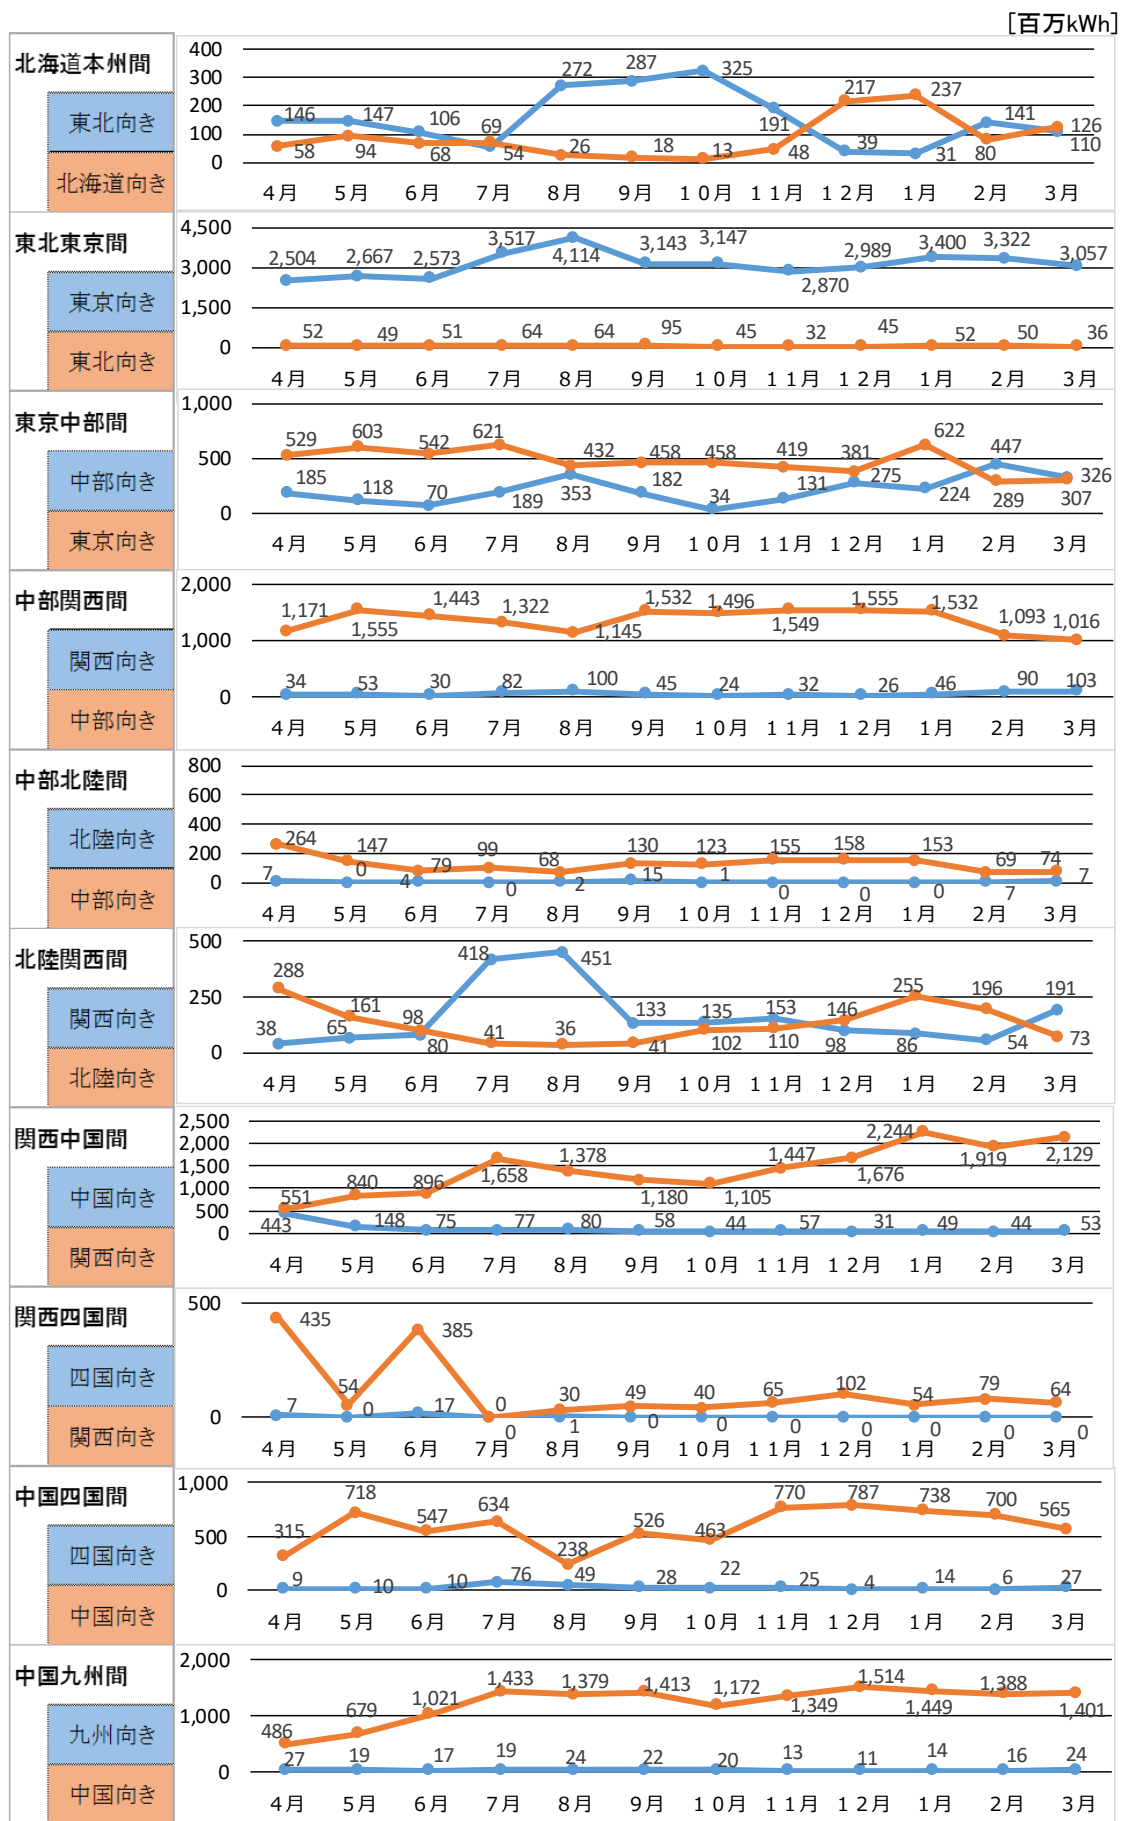 [百万kWh]
北海道本州間
東北向き
北海道向き
400
300
200
100
0
146 147 106 69 272 287 325 191 217 237 141 126
58 94 68 54 26 18 13 48 39 31 80 110
4月 5月 6月 7月 8月 9月 10月 11月 12月 1月 2月 3月
東北東京間
東京向き
東北向き
4,500
3,000
1,500
0
2,504 2,667 2,573 3,517 4,114 3,143 3,147 2,870 2,989 3,400 3,322 3,057
52 49 51 64 64 95 45 32 45 52 50 36
4月 5月 6月 7月 8月 9月 10月 11月 12月 1月 2月 3月
東京中部間
中部向き
東京向き
1,000
500
0
529 603 542 621 432 458 458 419 381 622 447 326
185 118 70 189 353 182 34 131 275 224 289 307
4月 5月 6月 7月 8月 9月 10月 11月 12月 1月 2月 3月
中部関西間
関西向き
中部向き
2,000
1,000
0
1,171 1,555 1,443 1,322 1,145 1,532 1,496 1,549 1,555 1,532 1,093 1,016
34 53 30 82 100 45 24 32 26 46 90 103
4月 5月 6月 7月 8月 9月 10月 11月 12月 1月 2月 3月
中部北陸間
北陸向き
中部向き
800
600
400
200
0
264 147 79 99 68 130 123 155 158 153 69 74
7 0 4 0 2 15 1 0 0 0 7 7
4月 5月 6月 7月 8月 9月 10月 11月 12月 1月 2月 3月
北陸関西間
関西向き
北陸向き
500
250
0
288 161 98 418 451 133 135 153 146 255 196 191
38 65 80 41 36 41 102 110 98 86 54 73
4月 5月 6月 7月 8月 9月 10月 11月 12月 1月 2月 3月
関西中国間
中国向き
関西向き
2,500
2,000
1,500
1,000
500
0
551 840 896 1,658 1,378 1,180 1,105 1,447 1,676 2,244 1,919 2,129
443 148 75 77 80 58 44 57 31 49 44 53
4月 5月 6月 7月 8月 9月 10月 11月 12月 1月 2月 3月
関西四国間
四国向き
関西向き
500
0
435 54 385 0 30 49 40 65 102 54 79 64
7 0 17 0 1 0 0 0 0 0 0 0
4月 5月 6月 7月 8月 9月 10月 11月 12月 1月 2月 3月
中国四国間
四国向き
中国向き
1,000
500
0
315 718 547 634 238 526 463 770 787 738 700 565
9 10 10 76 49 28 22 25 4 14 6 27
4月 5月 6月 7月 8月 9月 10月 11月 12月 1月 2月 3月
中国九州間
九州向き
中国向き
2,000
1,000
0
486 679 1,021 1,433 1,379 1,413 1,172 1,349 1,514 1,449 1,388 1,401
27 19 17 19 24 22 20 13 11 14 16 24
4月 5月 6月 7月 8月 9月 10月 11月 12月 1月 2月 3月